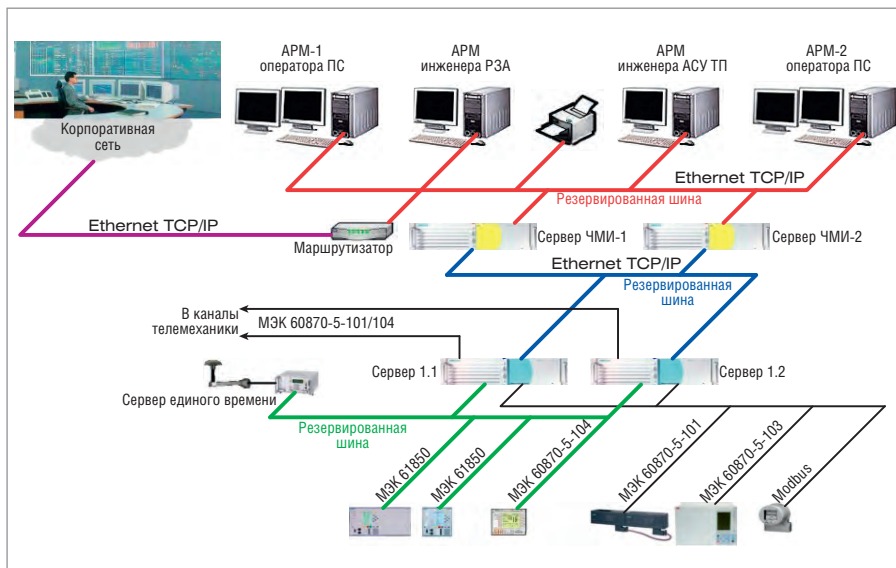 АРМ-1
оператора ПС
АРМ
инженера РЗА
АРМ
инженера АСУ ТП
АРМ-2
оператора ПС
Корпоративная
сеть
Ethernet TCP/IP
Резервированная шина
Ethernet TCP/IP
Маршрутизатор
Сервер ЧМИ-1
Сервер ЧМИ-2
Ethernet TCP/IP
Резервированная
шина
В каналы
телемеханики
МЭК 60870-5-101/104
Сервер 1.1
Сервер 1.2
Сервер единого времени
Резервированная
шина
МЭК 61850
МЭК 61850
МЭК 60870-5-104
МЭК 60870-5-101
МЭК 60870-5-103
Modbus